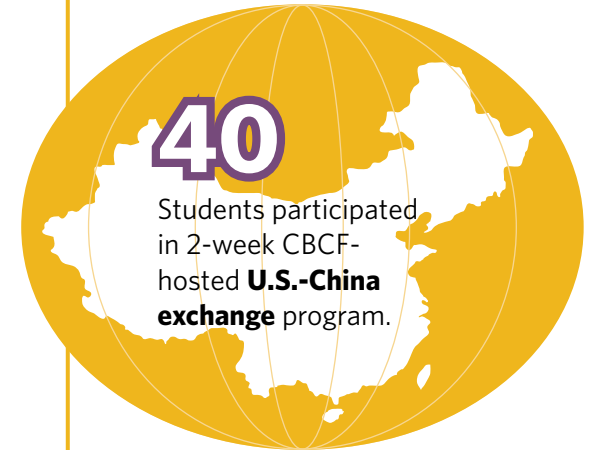 40
Students participated
in 2-week CBCF-
hosted U.S.-China
exchange program.